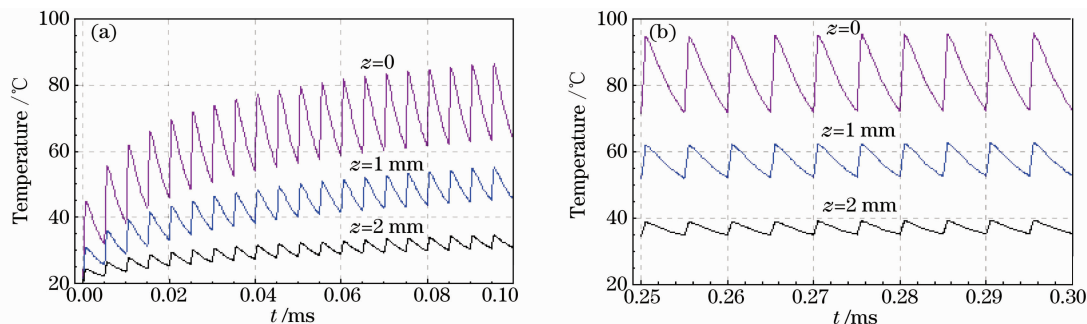 (a)
Temperature /℃
100
80
60
40
20
z=0
z=1 mm
z=2 mm
0.00 0.02 0.04 0.06 0.08 0.10
t /ms
(b)
Temperature /℃
100
80
60
40
20
z=0
z=1 mm
z=2 mm
0.25 0.26 0.27 0.28 0.29 0.30
t /ms